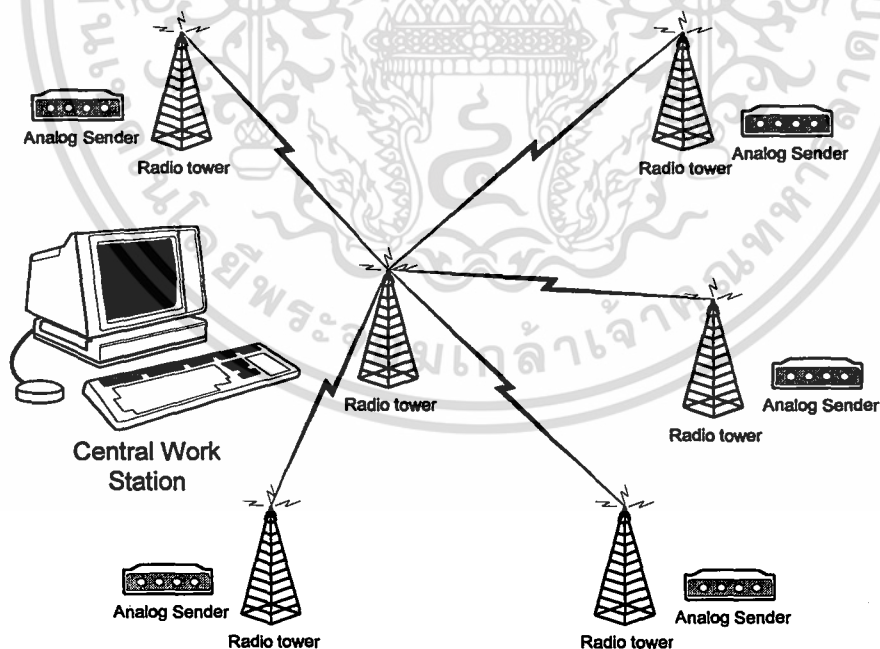 Analog Sender
Radio tower
Radio tower
Analog Sender
Radio tower
Analog Sender
Radio tower
Central Work
Station
Analog Sender
Radio tower
Analog Sender
Radio tower